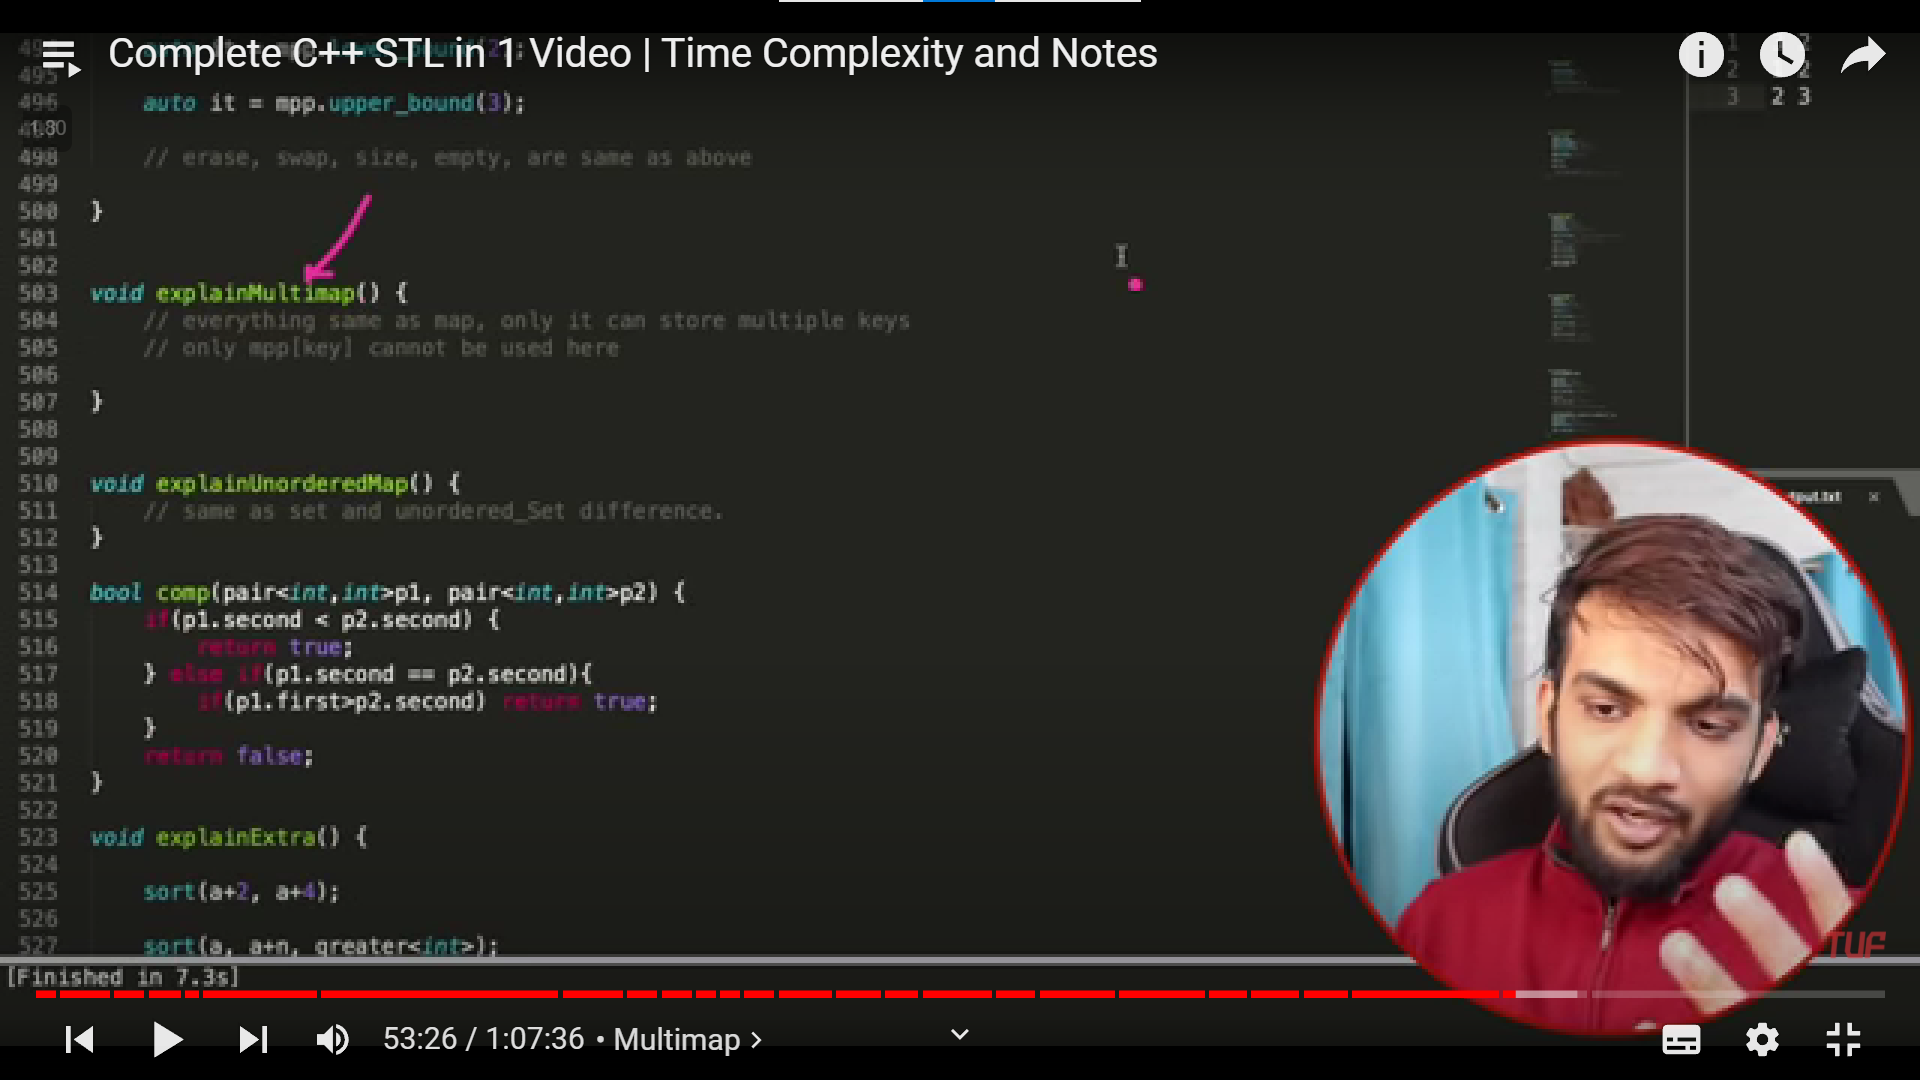 Complete C++ STL in 1 Video | Time Complexity and Notes
495
496 auto it = mpp.upper_bound(3);
498 // erase, swap, size, empty, are same as above
499
500 }
501
502
503 void explainMultimap() {
504 // everything same as map, only it can store multiple keys
505 // only mpp[key] cannot be used here
506
507 }
508
509
510 void explainUnorderedMap() {
511 // same as set and unordered_Set difference.
512 }
513
514 bool comp(pair<int,int>p1, pair<int,int>p2) {
515 if(p1.second < p2.second) {
516 return true;
517 } else if(p1.second == p2.second){
518 if(p1.first>p2.second) return true;
519 }
520 return false;
521 }
522
523 void explainExtra() {
524
525 sort(a+2, a+4);
526
527 sort(a, a+n, greater<int>);
[Finished in 7.3s]
1 2
2 2
3 2 3
TUF
53:26 / 1:07:36 • Multimap >